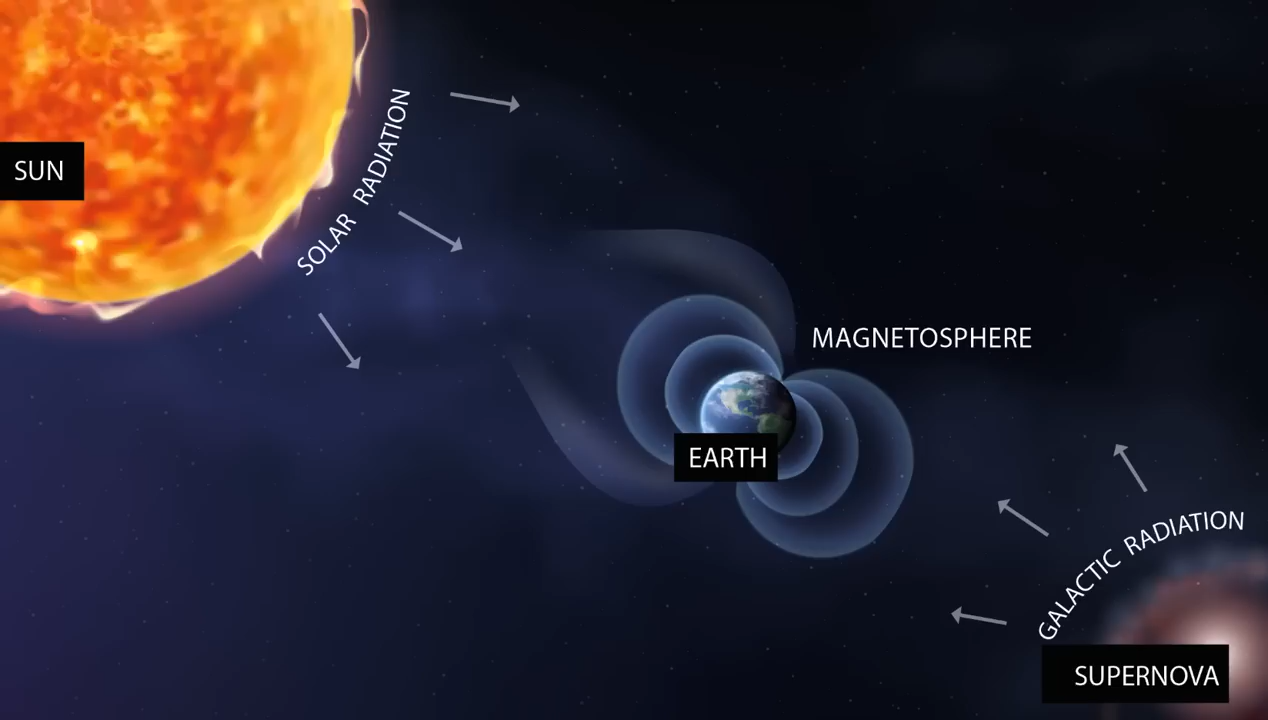 SUN
SOLAR RADIATION
MAGNETOSPHERE
EARTH
GALACTIC RADIATION
SUPERNOVA